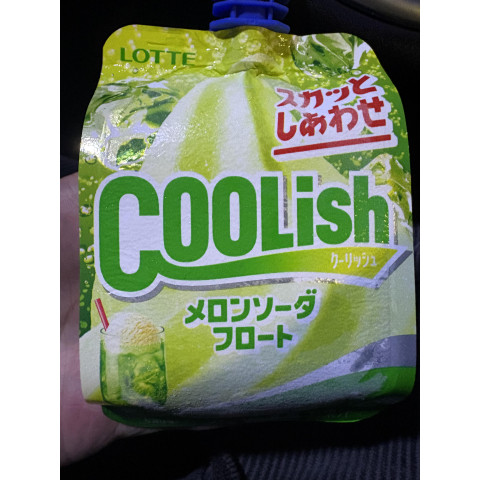 LOTTE
スカッと
しあわせ
COOLish
クーリッシュ
メロンソーダ
フロート